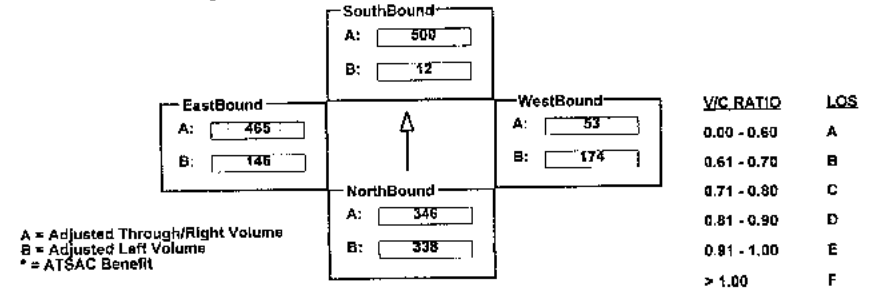 SouthBound
A: 500
B: 12
EastBound
A: 465
B: 146
WestBound
A: 53
B: 174
NorthBound
A: 346
B: 338
A = Adjusted Through/Right Volume
B = Adjusted Left Volume
* = ATSAC Benefit
V/C RATIO LOS
0.00 - 0.60 A
0.61 - 0.70 B
0.71 - 0.80 C
0.81 - 0.90 D
0.91 - 1.00 E
> 1.00 F